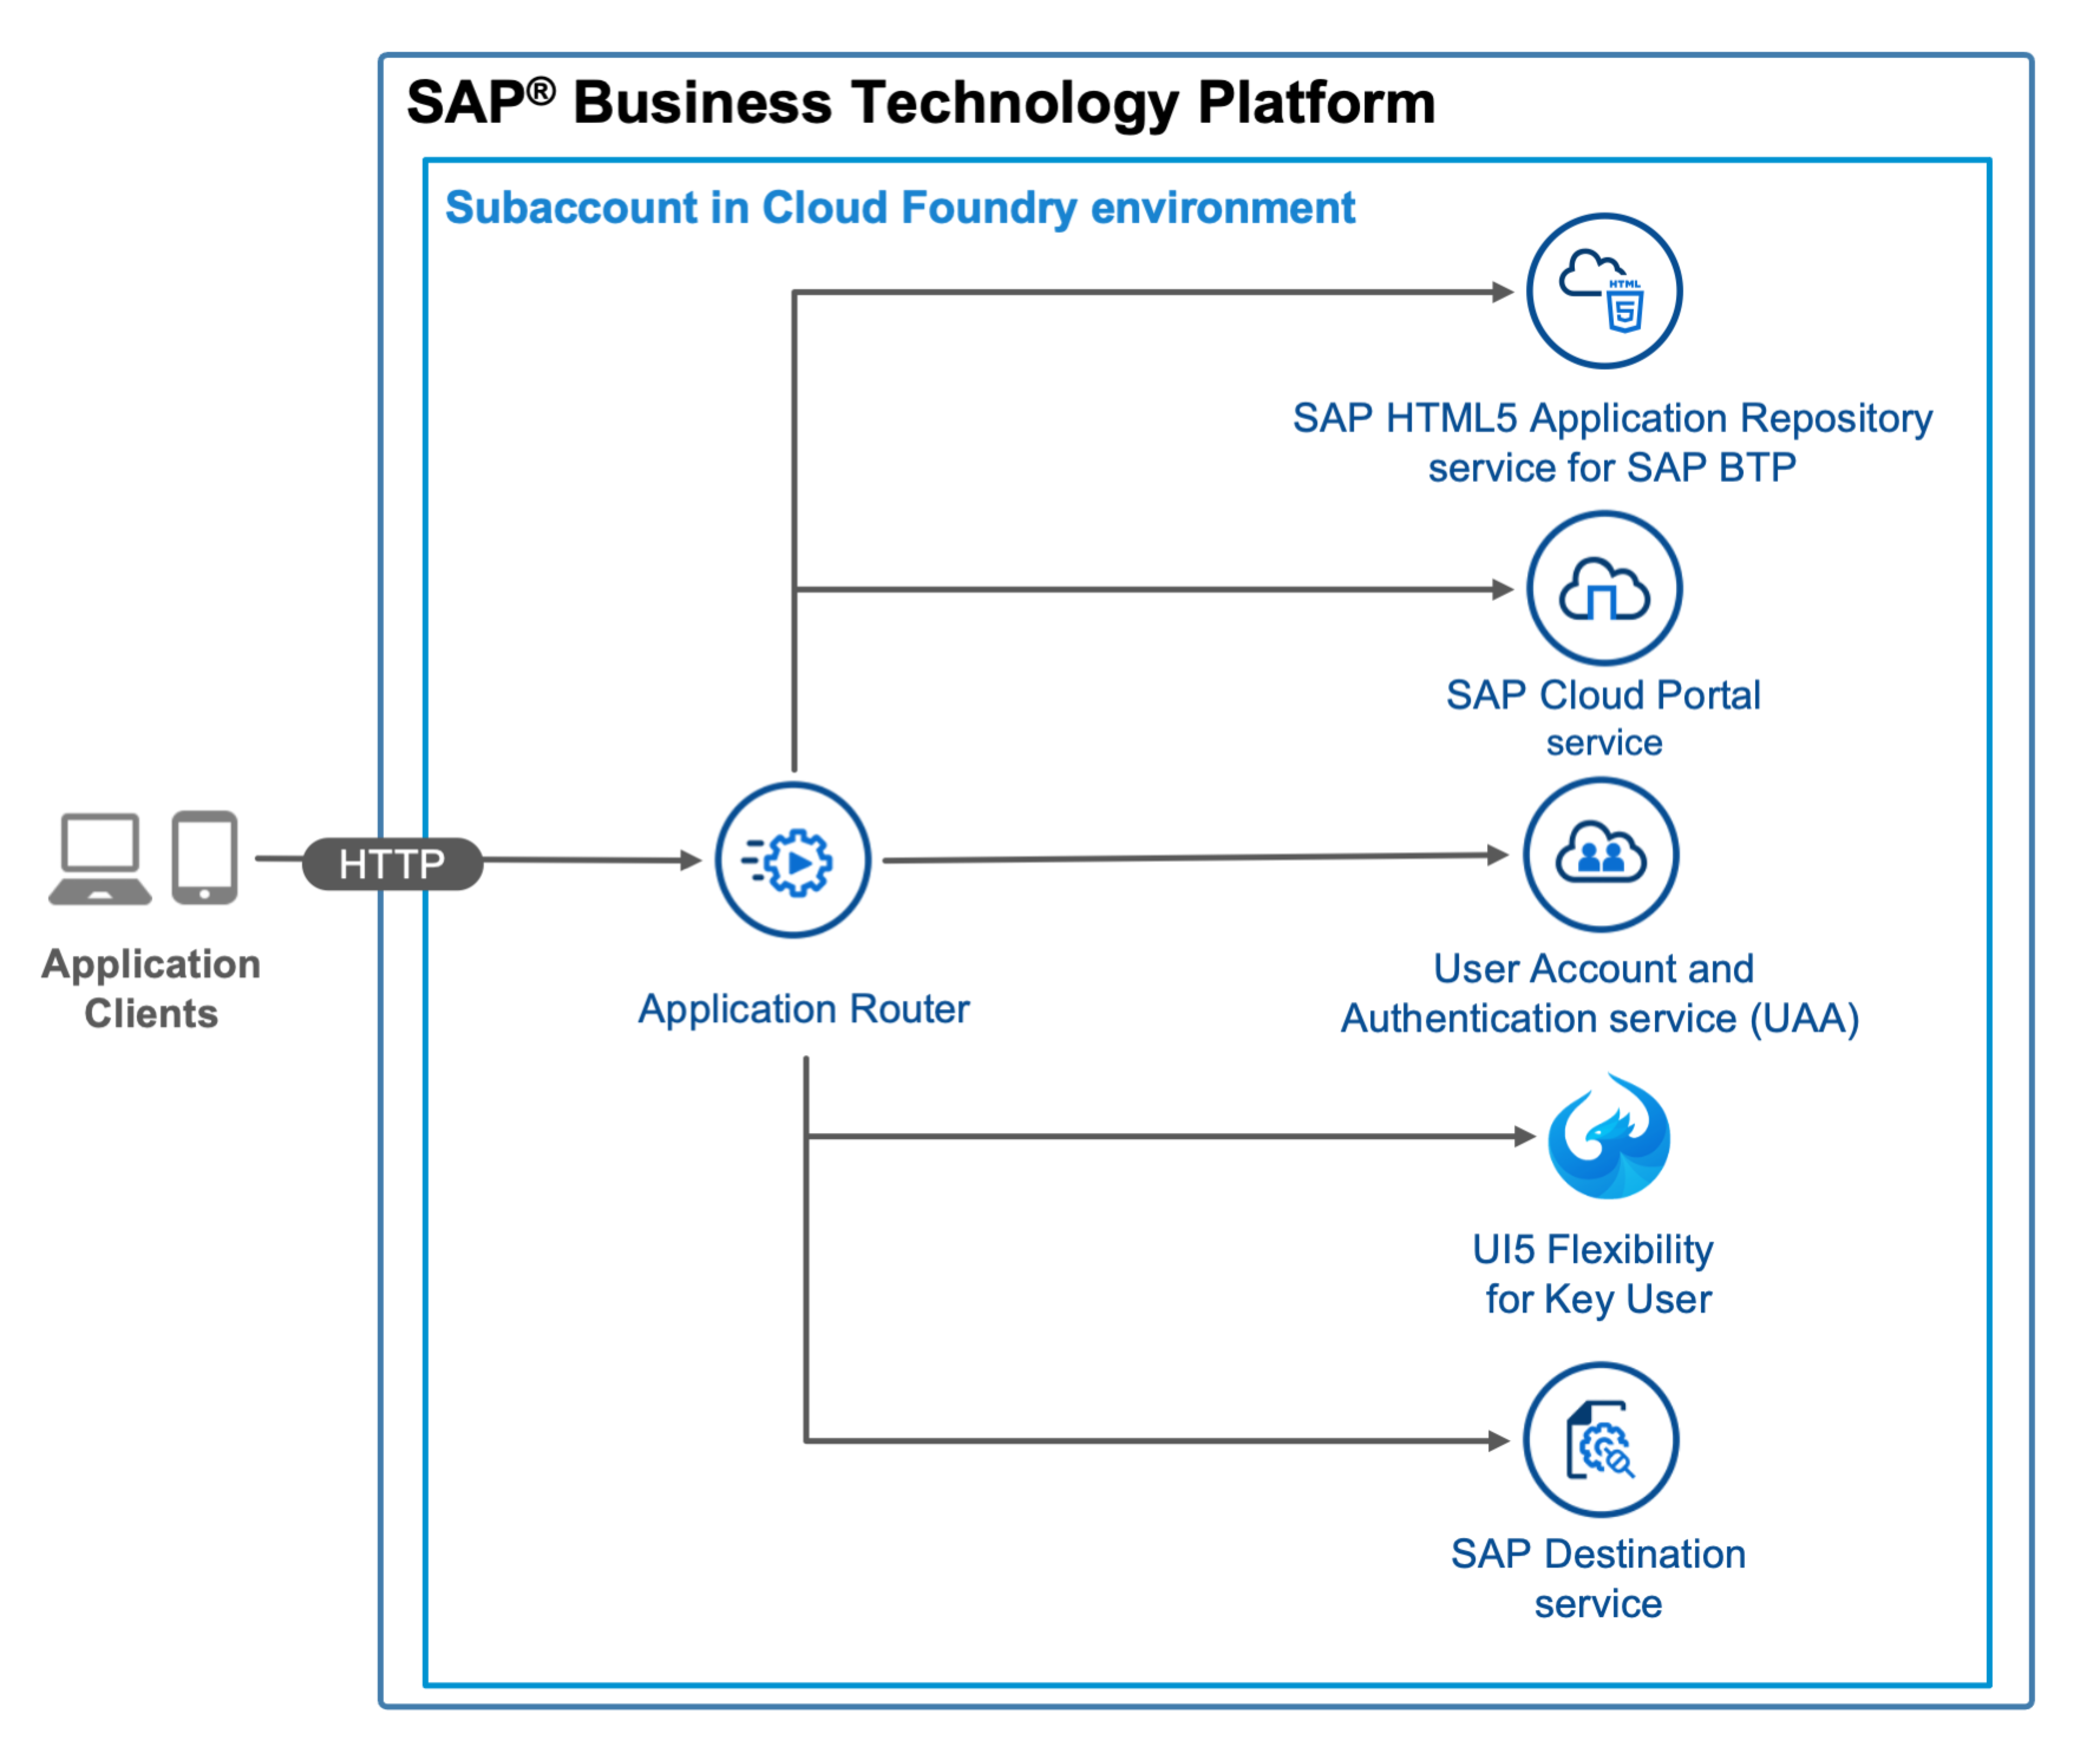 SAP® Business Technology Platform
Subaccount in Cloud Foundry environment
HTML
5
SAP HTML5 Application Repository
service for SAP BTP
SAP Cloud Portal
service
HTTP
Application
Clients
Application Router
User Account and
Authentication service (UAA)
UI5 Flexibility
for Key User
SAP Destination
service